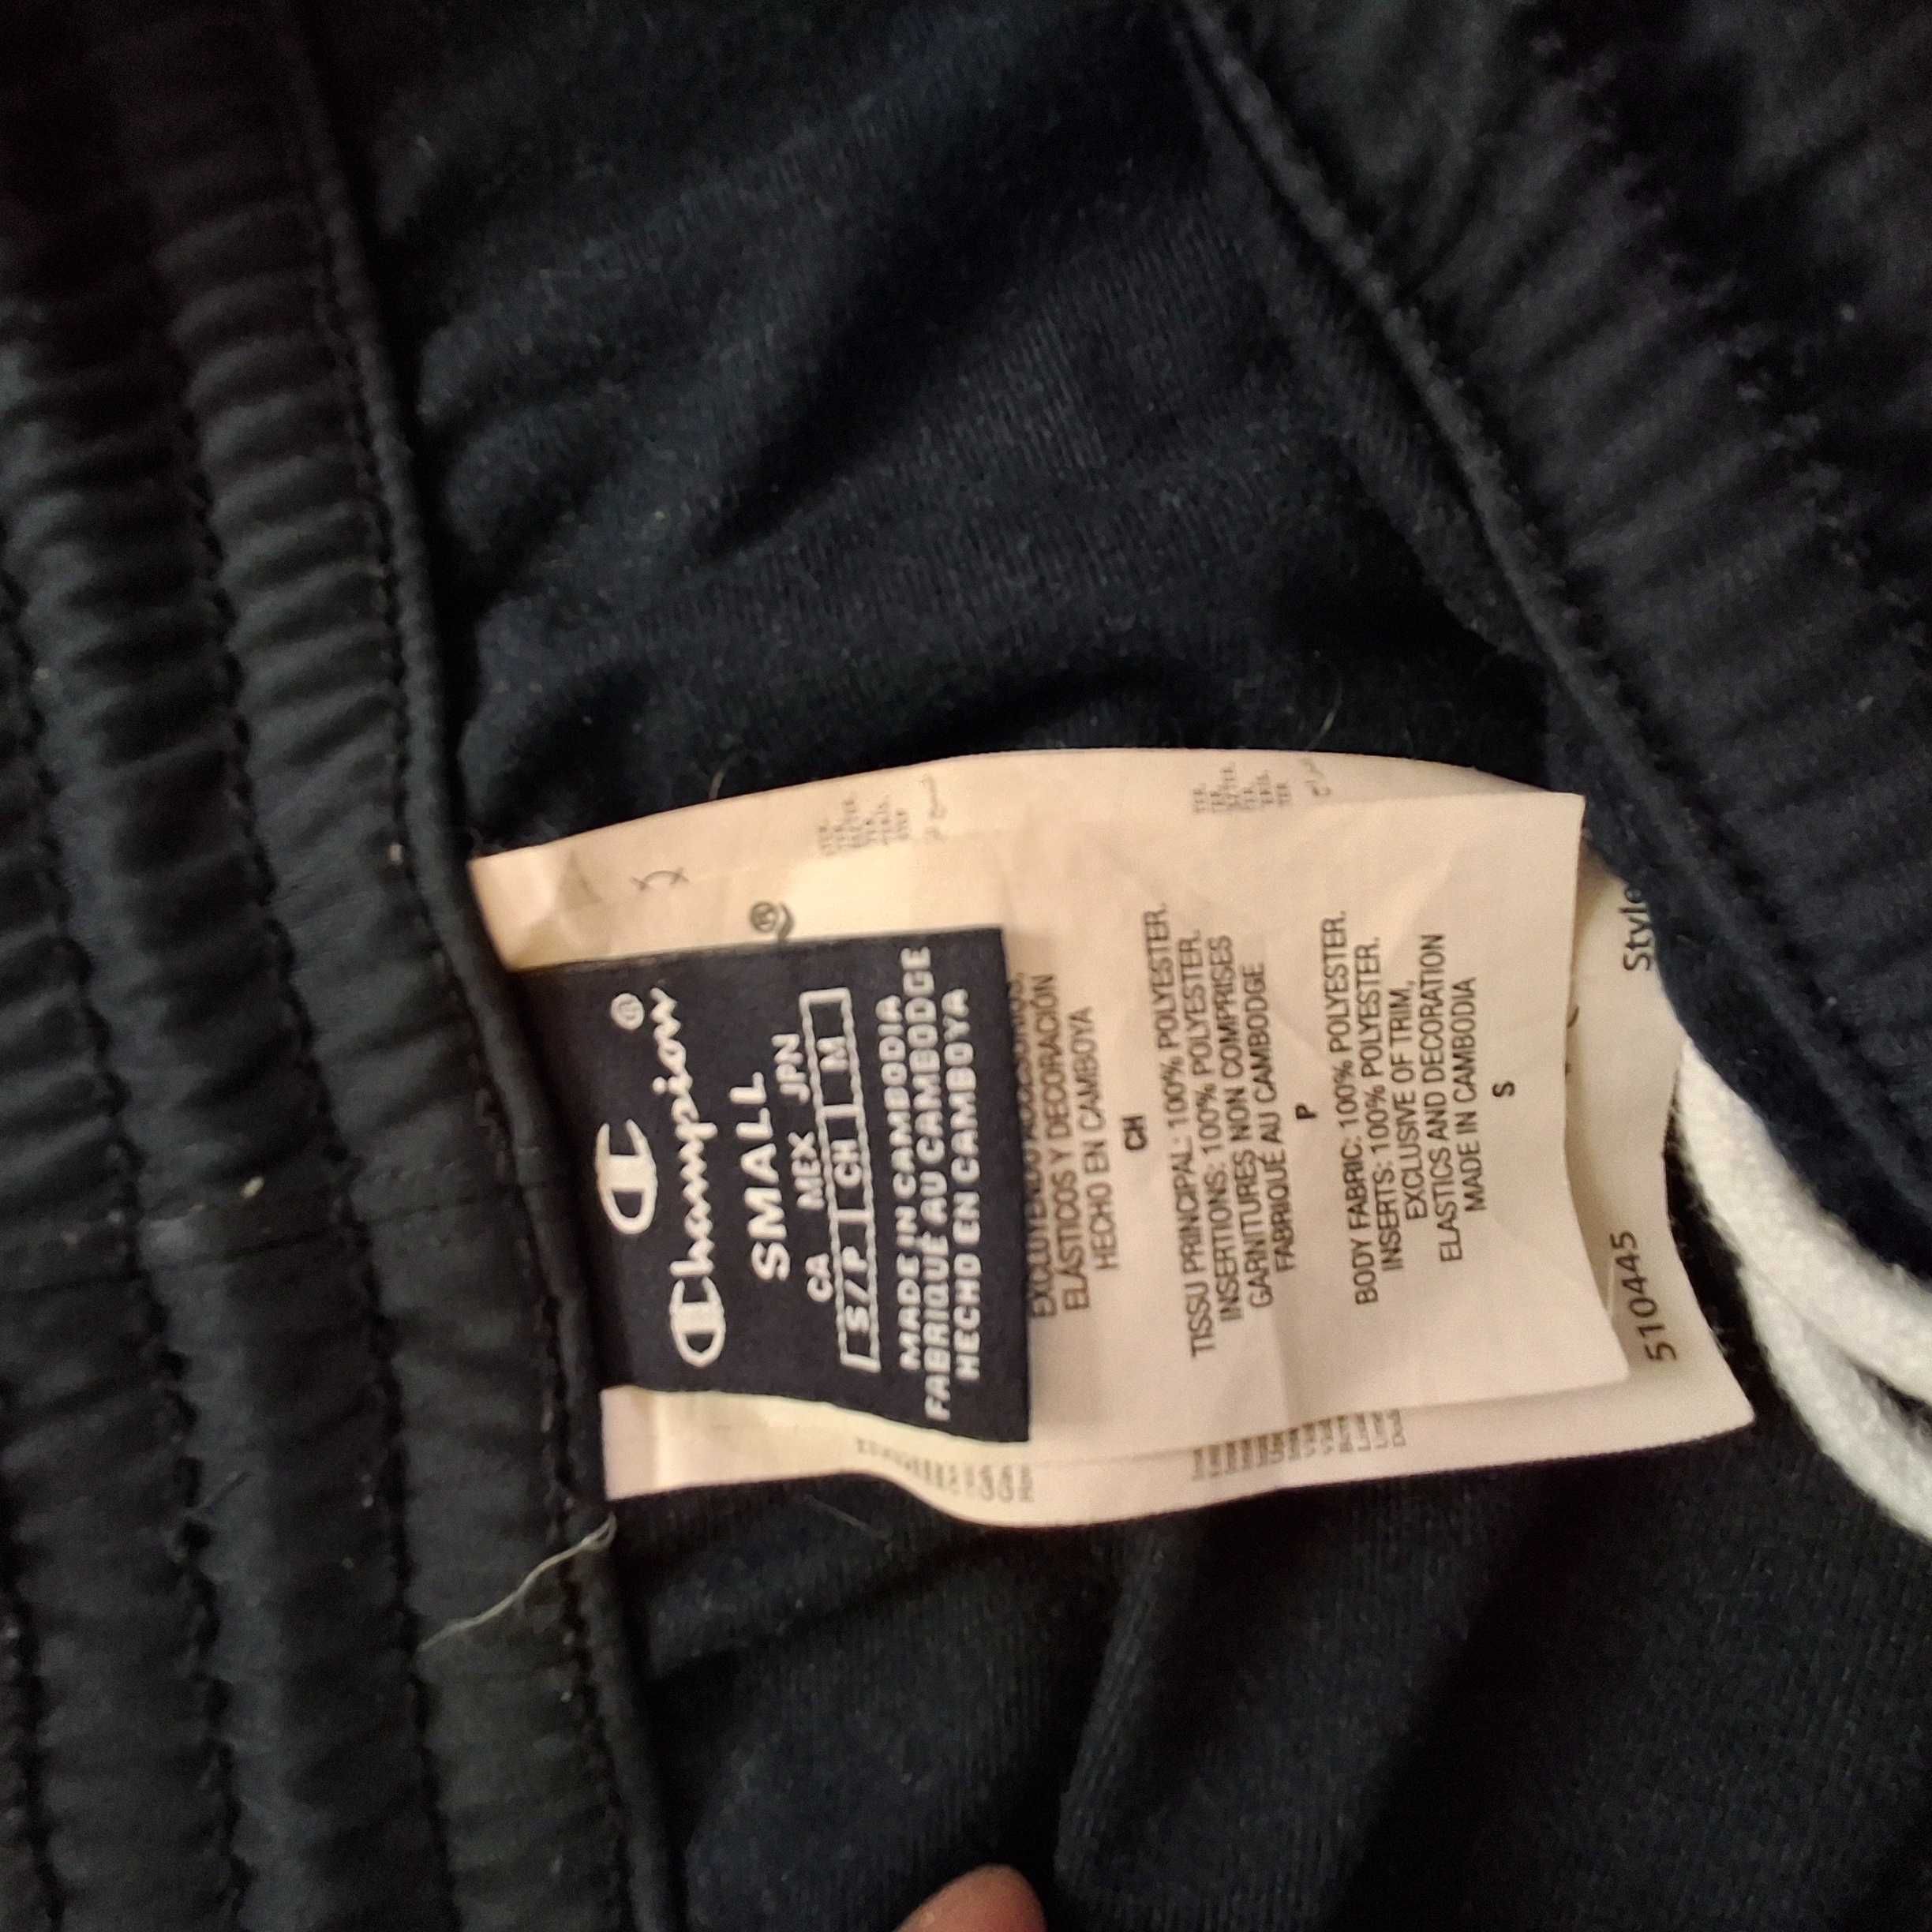 Champion®
SMALL
CA MEX JPN
S/P CH M
MADE IN CAMBODIA
FABRIQUÉ AU CAMBODGE
HECHO EN CAMBOYA
®
ELÁSTICOS Y DECORACIÓN
HECHO EN CAMBOYA
CH
TISSU PRINCIPAL: 100% POLYESTER.
INSERTIONS: 100% POLYESTER.
GARNITURES NON COMPRISES
FABRIQUÉ AU CAMBODGE
P
BODY FABRIC: 100% POLYESTER.
INSERTS: 100% POLYESTER.
EXCLUSIVE OF TRIM,
ELASTICS AND DECORATION
MADE IN CAMBODIA
S
510445
Style